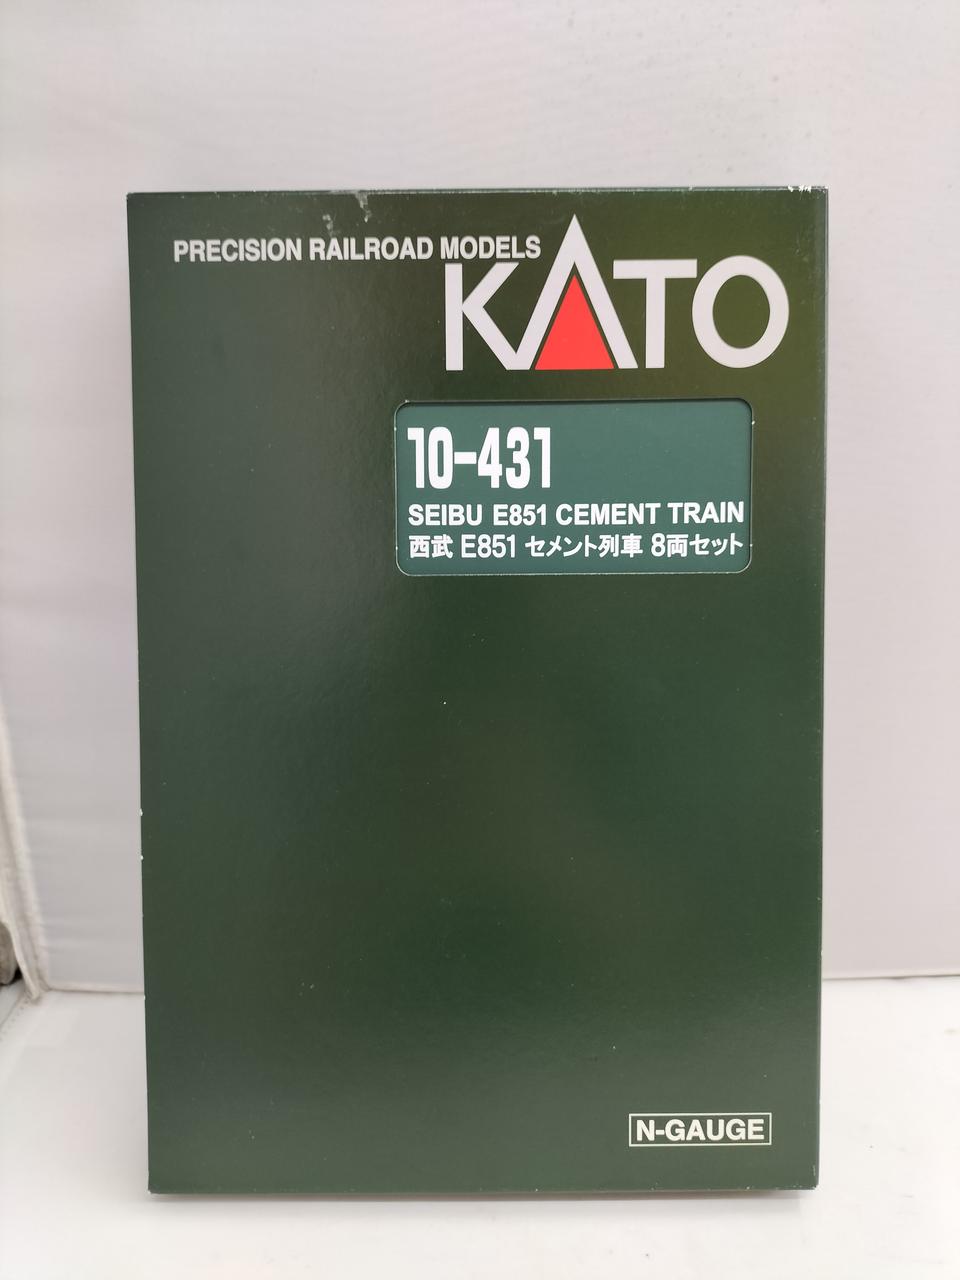 PRECISION RAILROAD MODELS
KATO
10-431
SEIBU E851 CEMENT TRAIN
西武 E851 セメント列車 8両セット
N-GAUGE